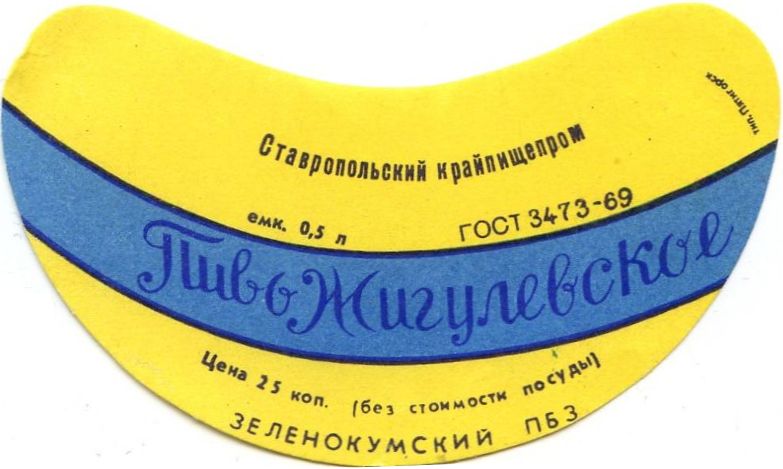 тип. Пятигорск
Ставропольский крайпищепром
емк. 0,5 л ГОСТ 3473-69
Пиво Жигулевское
Цена 25 коп. (без стоимости посуды)
ЗЕЛЕНОКУМСКИЙ ПБЗ